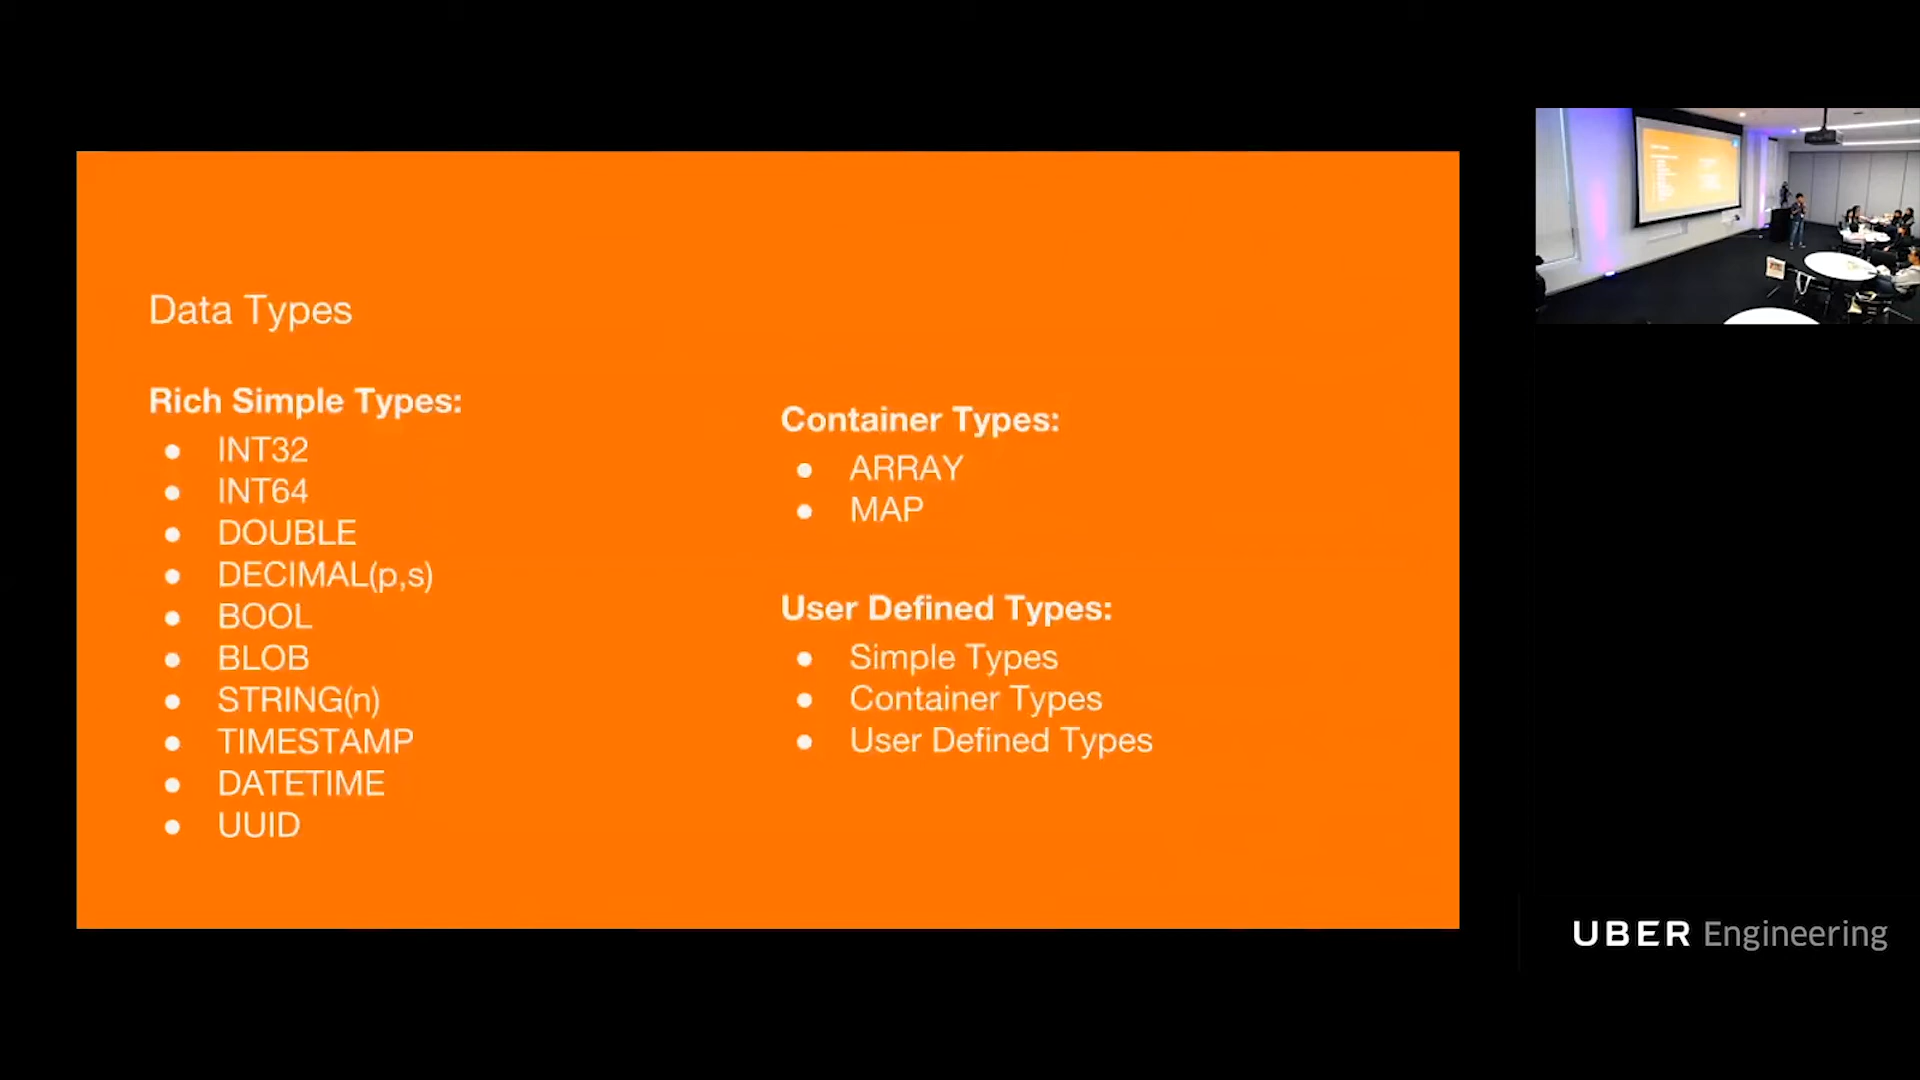 Data Types
Rich Simple Types:
INT32
INT64
DOUBLE
DECIMAL(p,s)
BOOL
BLOB
STRING(n)
TIMESTAMP
DATETIME
UUID
Container Types:
ARRAY
MAP
User Defined Types:
Simple Types
Container Types
User Defined Types
UBER Engineering